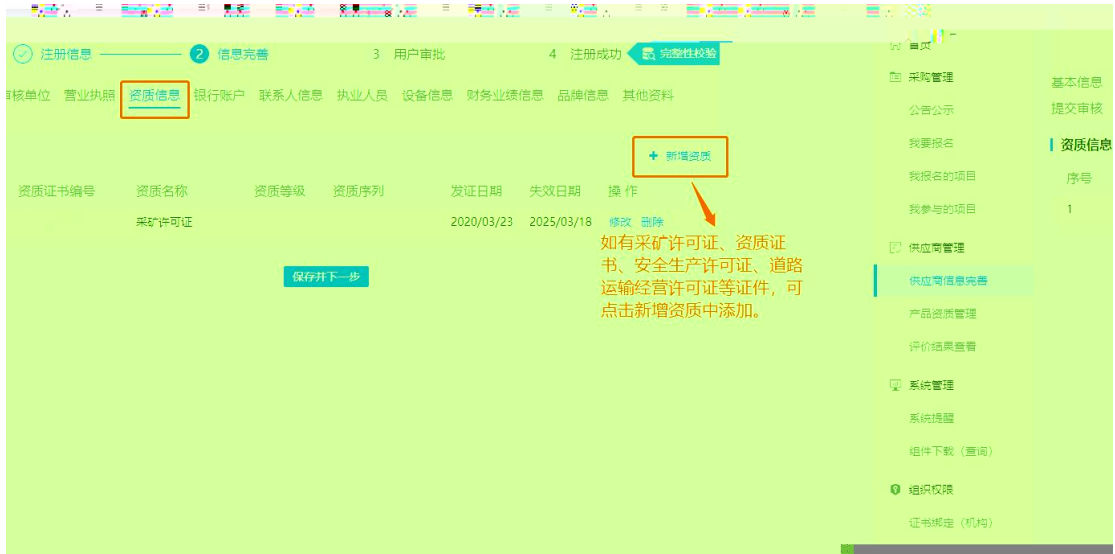 注册信息 2 信息完善 3 用户审批 4 注册成功 完整性校验
审核单位 营业执照 资质信息 银行账户 联系人信息 执业人员 设备信息 财务业绩信息 品牌信息 其他资料
+ 新增资质
资质证书编号 资质名称 资质等级 资质序列 发证日期 失效日期 操 作
采矿许可证 2020/03/23 2025/03/18 修改 删除
如有采矿许可证、资质证
书、安全生产许可证、道路
运输经营许可证等证件，可
点击新增资质中添加。
保存并下一步
首页
采购管理
公告公示
我要报名
我报名的项目
我参与的项目
供应商管理
供应商信息完善
产品资质管理
评价结果查看
系统管理
系统提醒
组件下载（查询）
组织权限
证书绑定（机构）
基本信息
提交审核
资质信息
序号
1